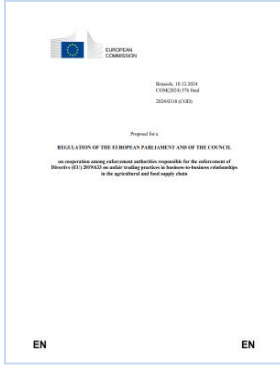 EUROPEAN
COMMISSION
Brussels, 10.12.2024
COM(2024) 576 final
2024/0318 (COD)
Proposal for a
REGULATION OF THE EUROPEAN PARLIAMENT AND OF THE COUNCIL
on cooperation among enforcement authorities responsible for the enforcement of
Directive (EU) 2019/633 on unfair trading practices in business-to-business relationships
in the agricultural and food supply chain
EN
EN